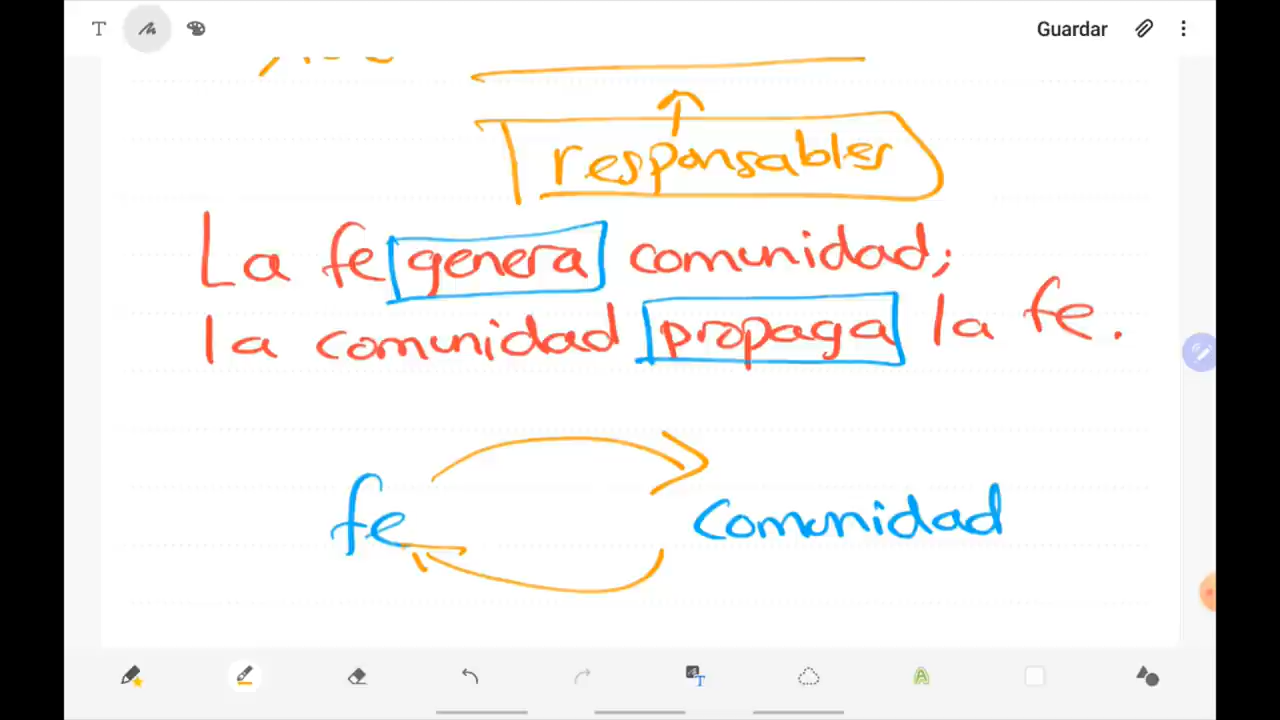 T Guardar
responsables
La fe genera comunidad;
la comunidad propaga la fe.
fe comunidad